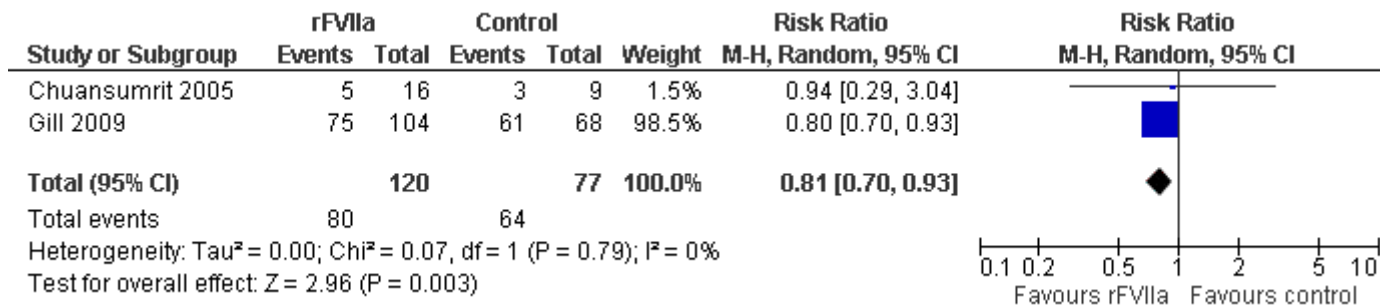 rFVIIa Control Risk Ratio Risk Ratio
Study or Subgroup Events Total Events Total Weight M-H, Random, 95% CI M-H, Random, 95% CI
Chuansumrit 2005 5 16 3 9 1.5% 0.94 [0.29, 3.04]
Gill 2009 75 104 61 68 98.5% 0.80 [0.70, 0.93]
Total (95% CI) 120 77 100.0% 0.81 [0.70, 0.93]
Total events 80 64
Heterogeneity: Tau² = 0.00; Chi² = 0.07, df = 1 (P = 0.79); I² = 0%
Test for overall effect: Z = 2.96 (P = 0.003)
0.1 0.2 0.5 1 2 5 10
Favours rFVIIa Favours control